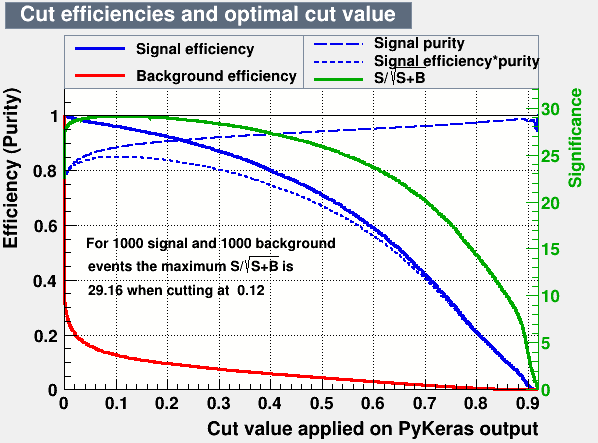 Cut efficiencies and optimal cut value
Signal efficiency
Background efficiency
Signal purity
Signal efficiency*purity
S/√S+B
Efficiency (Purity)
1
0.8
0.6
0.4
0.2
0
30
25
20
15
10
5
0
Significance
For 1000 signal and 1000 background
events the maximum S/√S+B is
29.16 when cutting at 0.12
0 0.1 0.2 0.3 0.4 0.5 0.6 0.7 0.8 0.9
Cut value applied on PyKeras output